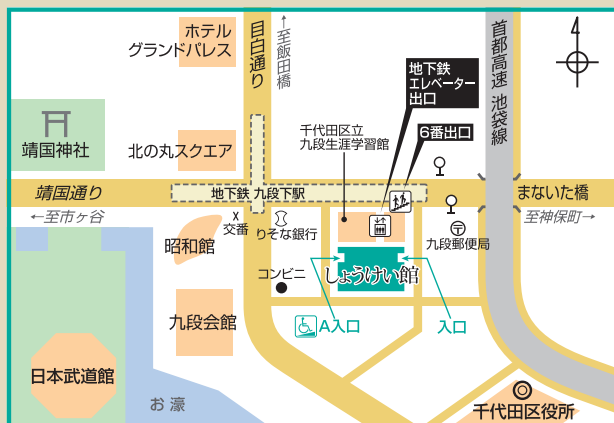 ホテル
グランドパレス
目白通り
←至飯田橋
首都高速 池袋線
4
地下鉄
エレベーター
出口
6番出口
千代田区立
九段生涯学習館
靖国神社
北の丸スクエア
靖国通り
地下鉄 九段下駅
まないた橋
←至市ヶ谷
至神保町→
交番
りそな銀行
九段郵便局
昭和館
コンビニ
しょうけい館
九段会館
A入口
入口
日本武道館
お濠
千代田区役所